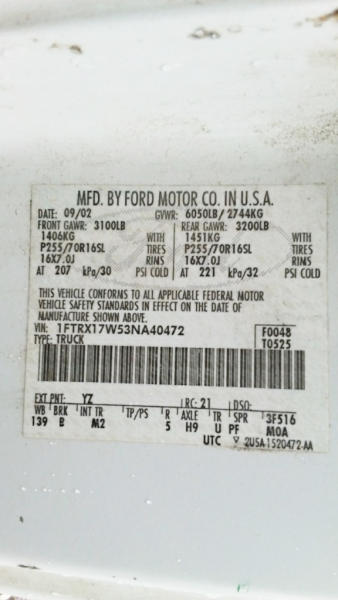 MFD. BY FORD MOTOR CO. IN U.S.A.
DATE: 09/02 GVWR: 6050LB/ 2744KG
FRONT GAWR: 3100LB REAR GAWR: 3200LB
1406KG WITH 1451KG WITH
P255/70R16SL TIRES P255/70R16SL TIRES
16X7.0J RIMS 16X7.0J RIMS
AT 207 kPa/30 PSI COLD AT 221 kPa/32 PSI COLD
THIS VEHICLE CONFORMS TO ALL APPLICABLE FEDERAL MOTOR
VEHICLE SAFETY STANDARDS IN EFFECT ON THE DATE OF
MANUFACTURE SHOWN ABOVE.
VIN: 1FTRX17W53NA40472 F0048
TYPE: TRUCK T0525
EXT PNT: YZ RC: 21 DSO:
WB BRK INT TR TP/PS R AXLE TR SPR 3F516
139 B M2 5 H9 U PF M0A
UTC 2U5A-1520472-AA